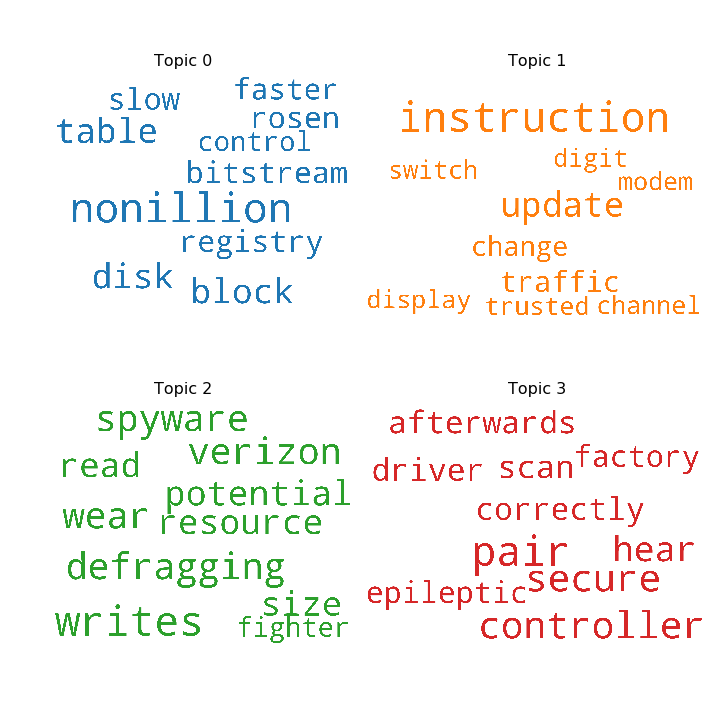 Topic 0
slow
faster
table
rosen
control
bitstream
nonillion
registry
disk
block
Topic 1
instruction
switch
digit
modem
update
change
traffic
display
trusted
channel
Topic 2
spyware
read
verizon
wear
potential
resource
defragging
writes
size
fighter
Topic 3
afterwards
driver
scan
factory
correctly
pair
hear
epileptic
secure
controller